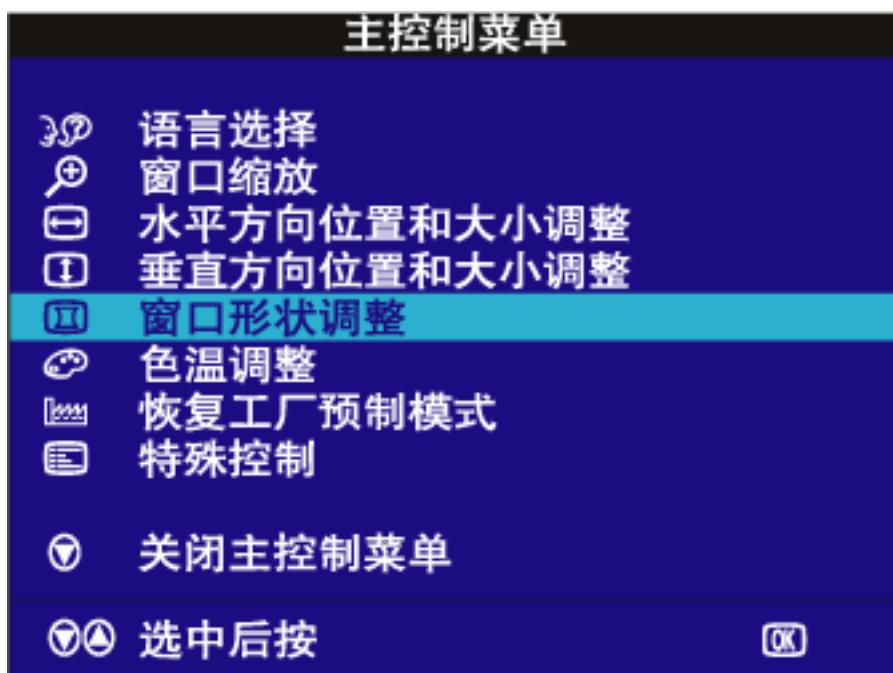 主控制菜单
语言选择
窗口缩放
水平方向位置和大小调整
垂直方向位置和大小调整
窗口形状调整
色温调整
恢复工厂预制模式
特殊控制
关闭主控制菜单
选中后按 OK